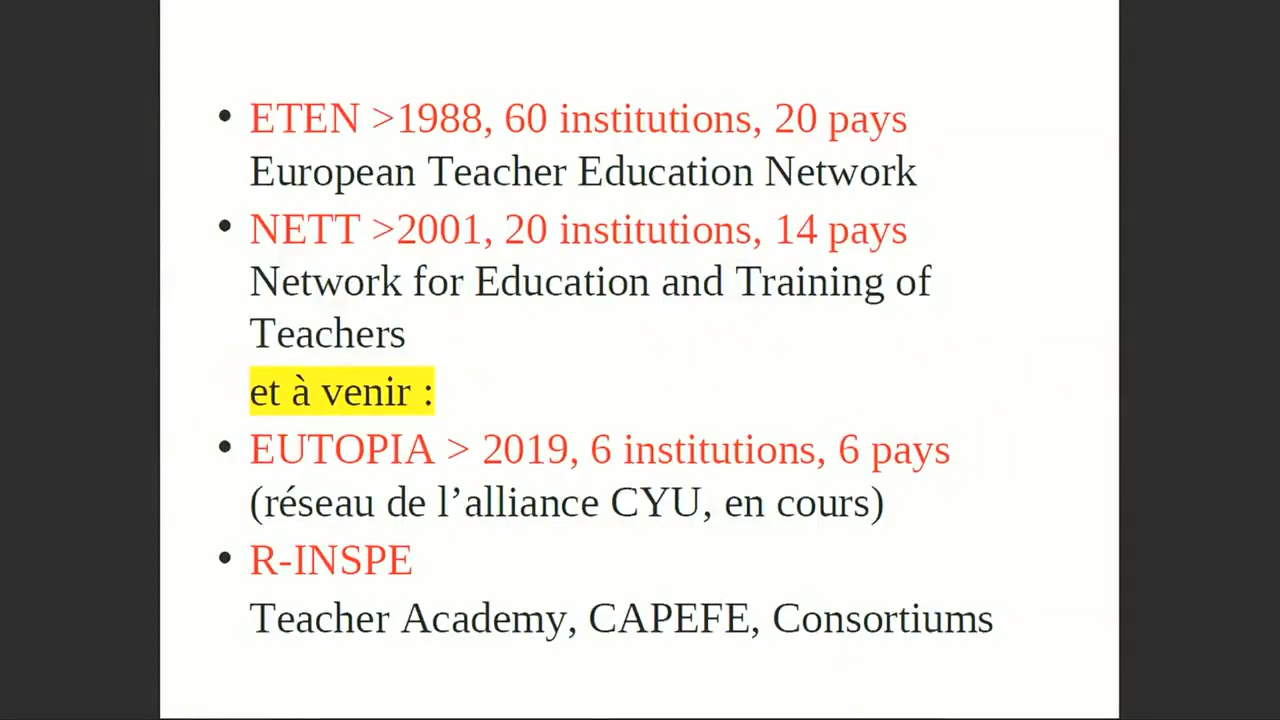 • ETEN >1988, 60 institutions, 20 pays
European Teacher Education Network
• NETT >2001, 20 institutions, 14 pays
Network for Education and Training of
Teachers
et à venir :
• EUTOPIA > 2019, 6 institutions, 6 pays
(réseau de l’alliance CYU, en cours)
• R-INSPE
Teacher Academy, CAPEFE, Consortiums